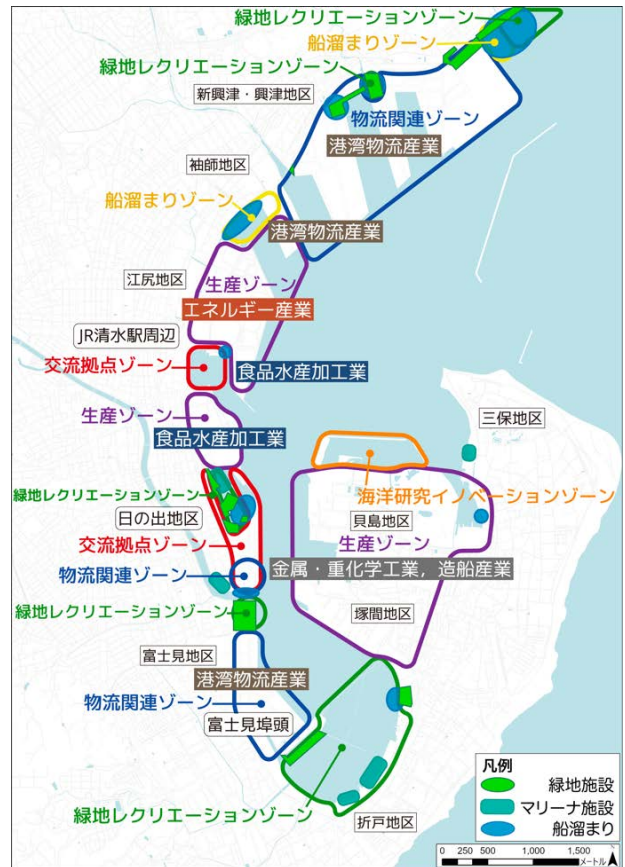 緑地レクリエーションゾーン
船溜まりゾーン
緑地レクリエーションゾーン
新興津・興津地区
物流関連ゾーン
港湾物流産業
袖師地区
船溜まりゾーン
港湾物流産業
江尻地区
生産ゾーン
エネルギー産業
JR清水駅周辺
交流拠点ゾーン
食品水産加工業
生産ゾーン
食品水産加工業
三保地区
緑地レクリエーションゾーン
海洋研究イノベーションゾーン
日の出地区
貝島地区
交流拠点ゾーン
生産ゾーン
物流関連ゾーン
金属・重化学工業，造船産業
緑地レクリエーションゾーン
塚間地区
富士見地区
港湾物流産業
物流関連ゾーン
富士見埠頭
緑地レクリエーションゾーン
折戸地区
凡例
緑地施設
マリーナ施設
船溜まり
0 250 500 1,000 1,500
メートル